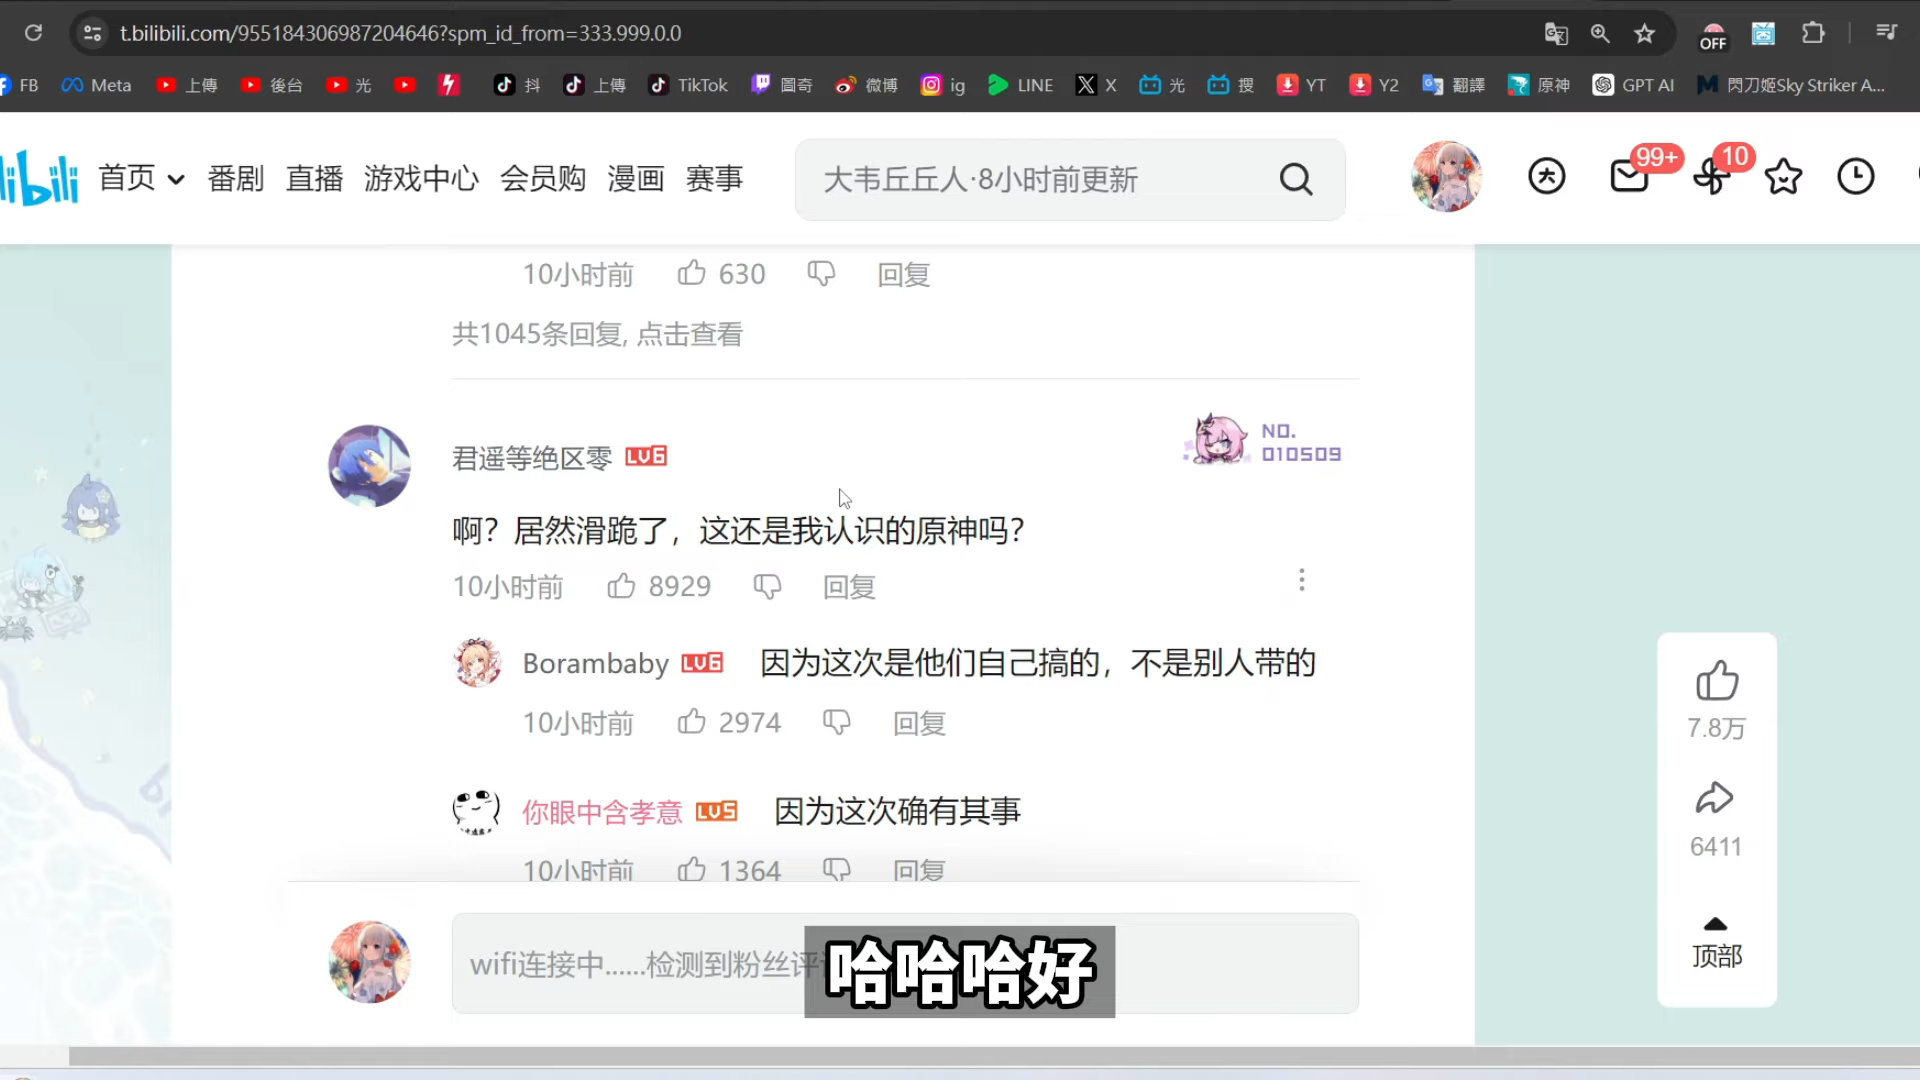 t.bilibili.com/955184306987204646?spm_id_from=333.999.0.0
OFF
FB Meta 上傳 後台 光 抖 上傳 TikTok 圖奇 微博 ig LINE X 光 搜 YT Y2 翻譯 原神 GPT AI 閃刀姬Sky Striker A...
libili 首页 番剧 直播 游戏中心 会员购 漫画 赛事 大韦丘丘人·8小时前更新 99+ 10
10小时前 630 回复
共1045条回复, 点击查看
君遥等绝区零 LV6
NO.
010509
啊？居然滑跪了，这还是我认识的原神吗？
10小时前 8929 回复
Borambaby LV6 因为这次是他们自己搞的，不是别人带的
10小时前 2974 回复
你眼中含孝意 LV5 因为这次确有其事
10小时前 1364 回复
7.8万
6411
顶部
wifi连接中......检测到粉丝评
哈哈哈好